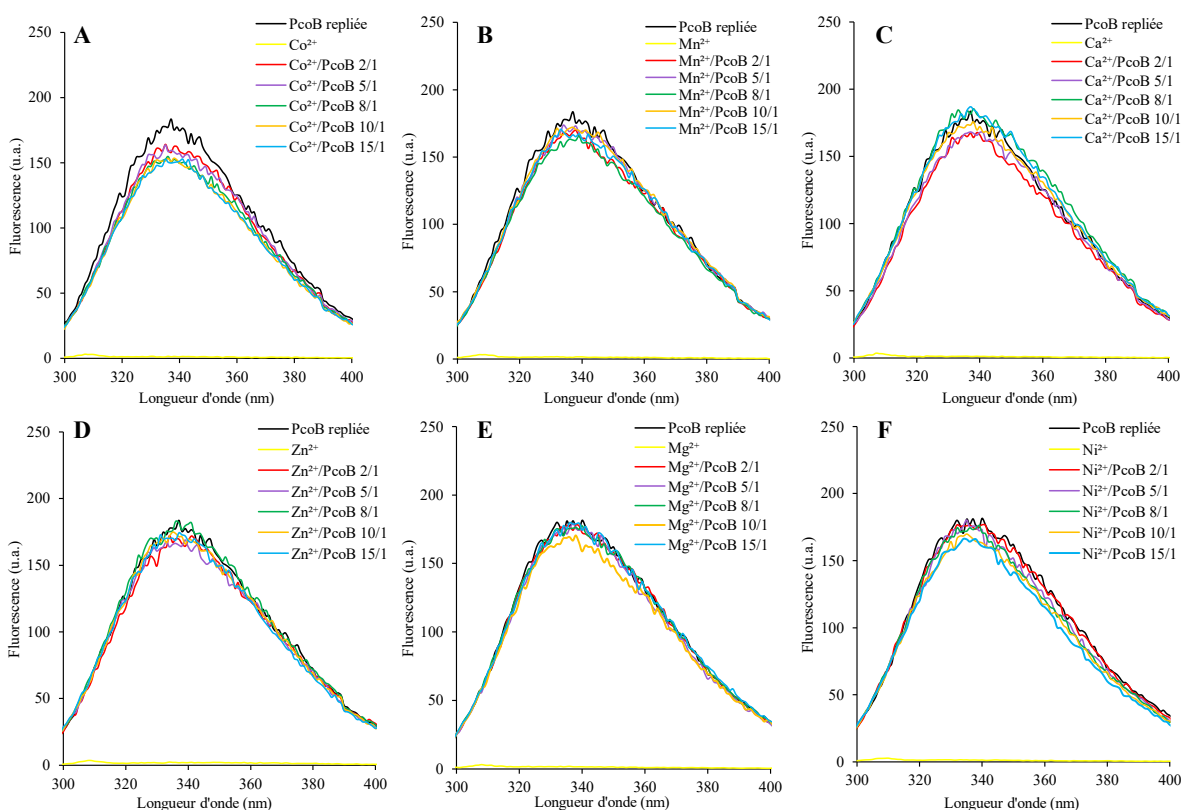 A
PcoB repliée
Co²⁺
Co²⁺/PcoB 2/1
Co²⁺/PcoB 5/1
Co²⁺/PcoB 8/1
Co²⁺/PcoB 10/1
Co²⁺/PcoB 15/1
Fluorescence (u.a.)
250
200
150
100
50
0
300 320 340 360 380 400
Longueur d'onde (nm)
B
PcoB repliée
Mn²⁺
Mn²⁺/PcoB 2/1
Mn²⁺/PcoB 5/1
Mn²⁺/PcoB 8/1
Mn²⁺/PcoB 10/1
Mn²⁺/PcoB 15/1
Fluorescence (u.a.)
250
200
150
100
50
0
300 320 340 360 380 400
Longueur d'onde (nm)
C
PcoB repliée
Ca²⁺
Ca²⁺/PcoB 2/1
Ca²⁺/PcoB 5/1
Ca²⁺/PcoB 8/1
Ca²⁺/PcoB 10/1
Ca²⁺/PcoB 15/1
Fluorescence (u.a.)
250
200
150
100
50
0
300 320 340 360 380 400
Longueur d'onde (nm)
D
PcoB repliée
Zn²⁺
Zn²⁺/PcoB 2/1
Zn²⁺/PcoB 5/1
Zn²⁺/PcoB 8/1
Zn²⁺/PcoB 10/1
Zn²⁺/PcoB 15/1
Fluorescence (u.a.)
250
200
150
100
50
0
300 320 340 360 380 400
Longueur d'onde (nm)
E
PcoB repliée
Mg²⁺
Mg²⁺/PcoB 2/1
Mg²⁺/PcoB 5/1
Mg²⁺/PcoB 8/1
Mg²⁺/PcoB 10/1
Mg²⁺/PcoB 15/1
Fluorescence (u.a.)
250
200
150
100
50
0
300 320 340 360 380 400
Longueur d'onde (nm)
F
PcoB repliée
Ni²⁺
Ni²⁺/PcoB 2/1
Ni²⁺/PcoB 5/1
Ni²⁺/PcoB 8/1
Ni²⁺/PcoB 10/1
Ni²⁺/PcoB 15/1
Fluorescence (u.a.)
250
200
150
100
50
0
300 320 340 360 380 400
Longueur d'onde (nm)